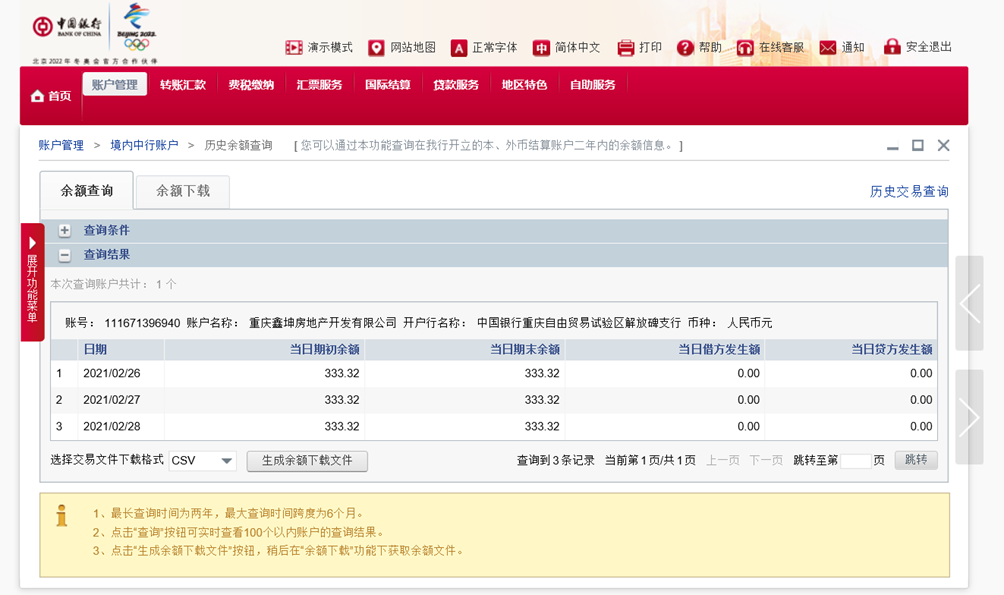 中国银行
BANK OF CHINA
BEIJING 2022
北京2022年冬奥会官方合作伙伴
演示模式 网站地图 A 正常字体 中 简体中文 打印 ? 帮助 在线客服 通知 安全退出
首页 账户管理 转账汇款 费税缴纳 汇票服务 国际结算 贷款服务 地区特色 自助服务
账户管理 > 境内中行账户 > 历史余额查询 [ 您可以通过本功能查询在我行开立的本、外币结算账户二年内的余额信息。 ]
余额查询 余额下载 历史交易查询
查询条件
查询结果
展开功能菜单
本次查询账户共计: 1 个
账号: 111671396940 账户名称: 重庆鑫坤房地产开发有限公司 开户行名称: 中国银行重庆自由贸易试验区解放碑支行 币种: 人民币元
日期 当日期初余额 当日期末余额 当日借方发生额 当日贷方发生额
1 2021/02/26 333.32 333.32 0.00 0.00
2 2021/02/27 333.32 333.32 0.00 0.00
3 2021/02/28 333.32 333.32 0.00 0.00
选择交易文件下载格式 CSV 生成余额下载文件 查询到3条记录 当前第1页/共1页 上一页 下一页 跳转至第 页 跳转
1、最长查询时间为两年，最大查询时间跨度为6个月。
2、点击"查询"按钮可实时查看100个以内账户的查询结果。
3、点击"生成余额下载文件"按钮，稍后在"余额下载"功能下获取余额文件。